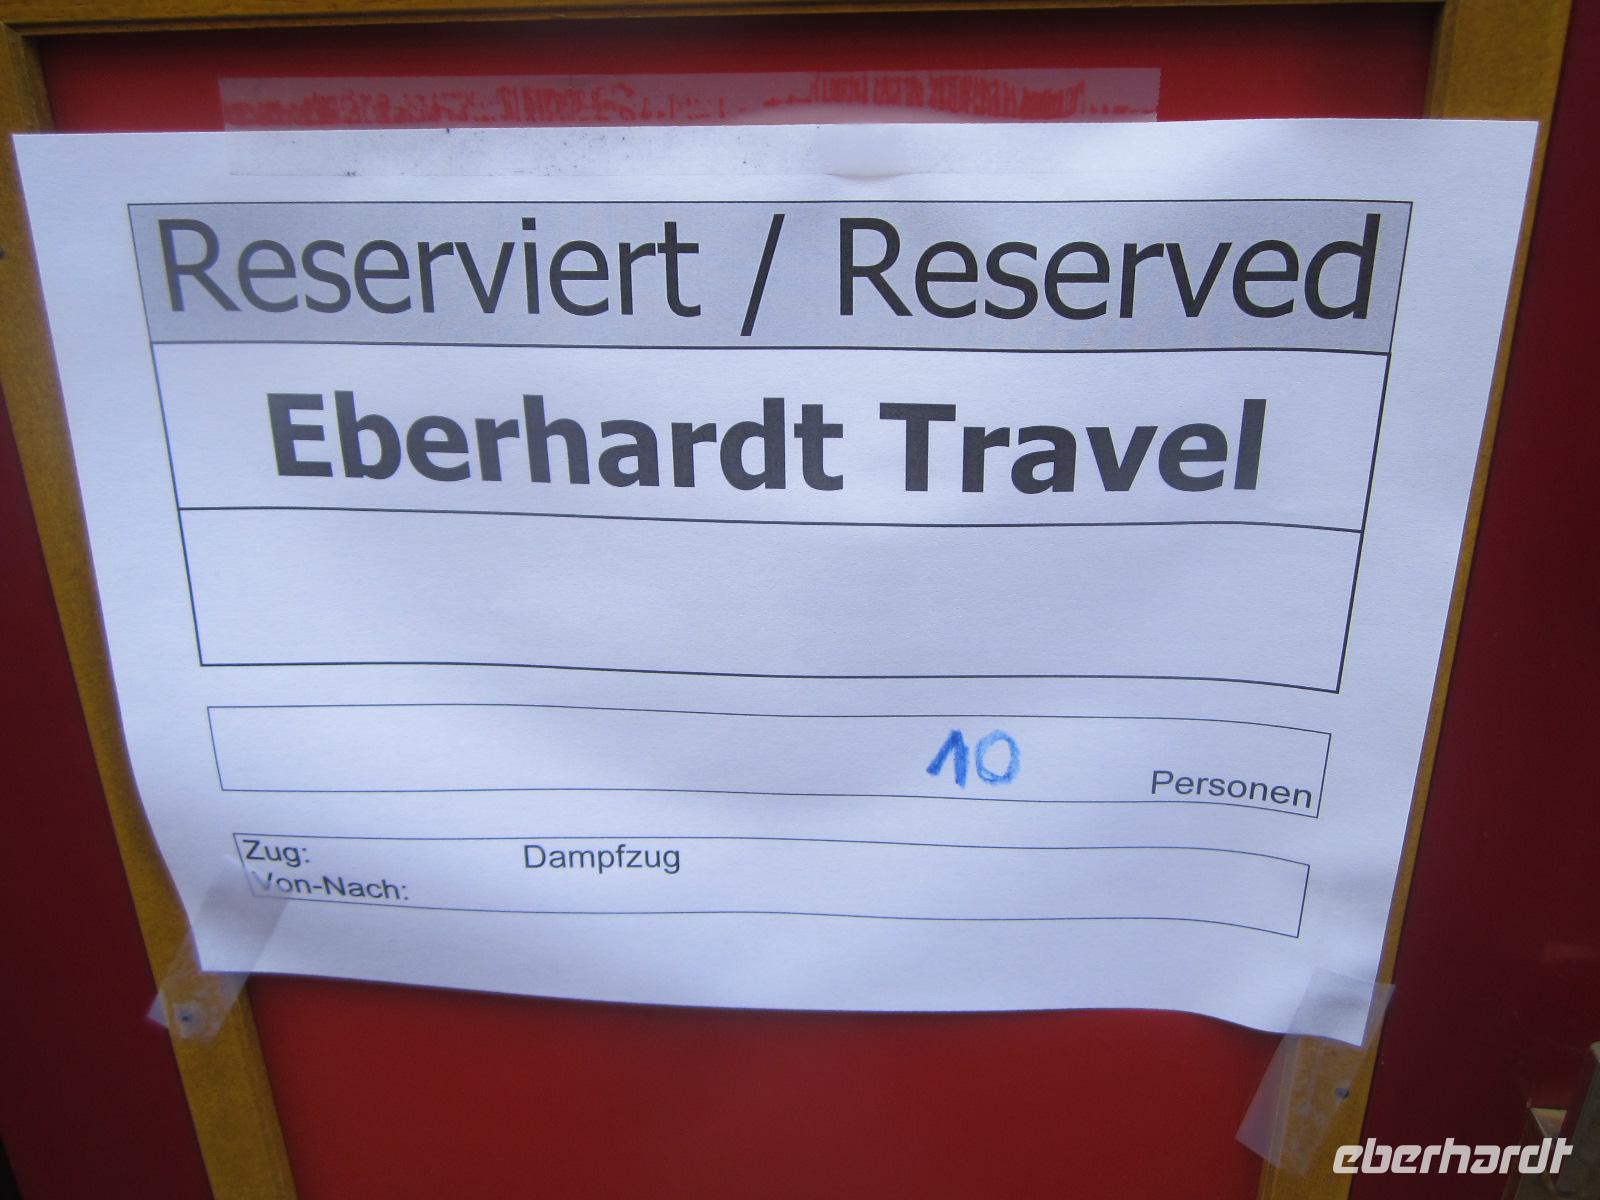 Reserviert / Reserved
Eberhardt Travel
10 Personen
Zug: Dampfzug
Von-Nach:
eberhardt